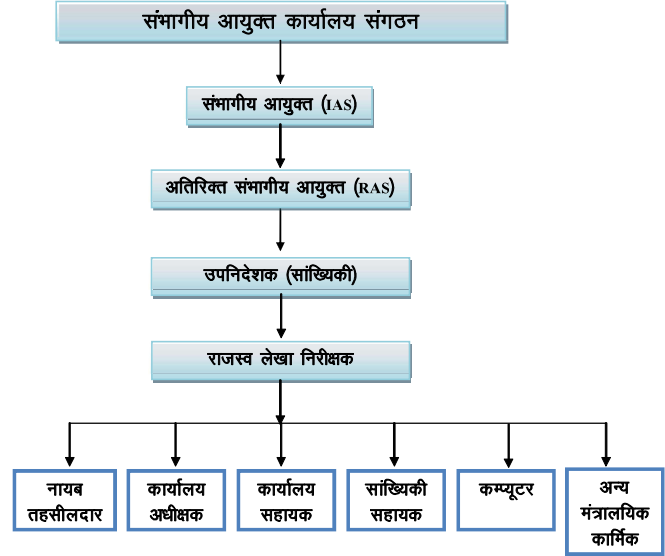 संभागीय आयुक्त कार्यालय संगठन
संभागीय आयुक्त (IAS)
अतिरिक्त संभागीय आयुक्त (RAS)
उपनिदेशक (सांख्यिकी)
राजस्व लेखा निरीक्षक
नायब
तहसीलदार
कार्यालय
अधीक्षक
कार्यालय
सहायक
सांख्यिकी
सहायक
कम्प्यूटर
अन्य
मंत्रालयिक
कार्मिक